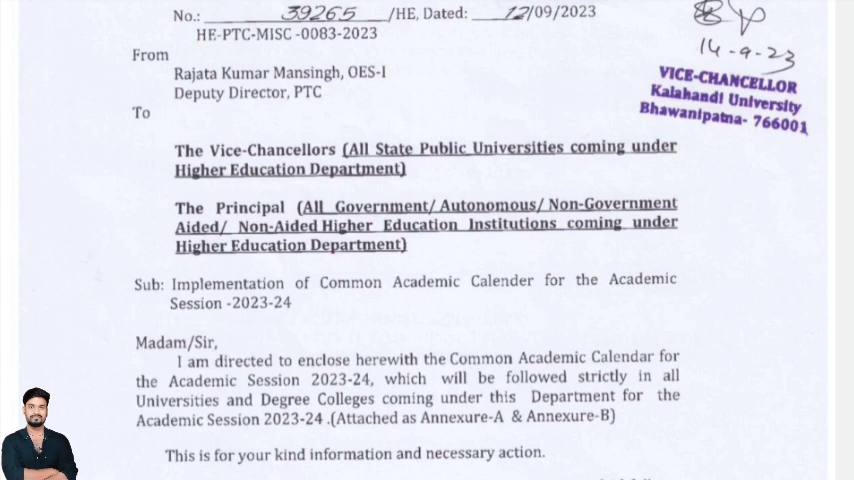 No.: 39265 /HE, Dated: 12/09/2023
HE-PTC-MISC -0083-2023
14-9-23
VICE-CHANCELLOR
Kalahandi University
Bhawanipatna- 766001
From
Rajata Kumar Mansingh, OES-I
Deputy Director, PTC
To
The Vice-Chancellors (All State Public Universities coming under
Higher Education Department)
The Principal (All Government/ Autonomous/ Non-Government
Aided/ Non-Aided Higher Education Institutions coming under
Higher Education Department)
Sub: Implementation of Common Academic Calender for the Academic
Session -2023-24
Madam/Sir,
I am directed to enclose herewith the Common Academic Calendar for
the Academic Session 2023-24, which will be followed strictly in all
Universities and Degree Colleges coming under this Department for the
Academic Session 2023-24 .(Attached as Annexure-A & Annexure-B)
This is for your kind information and necessary action.